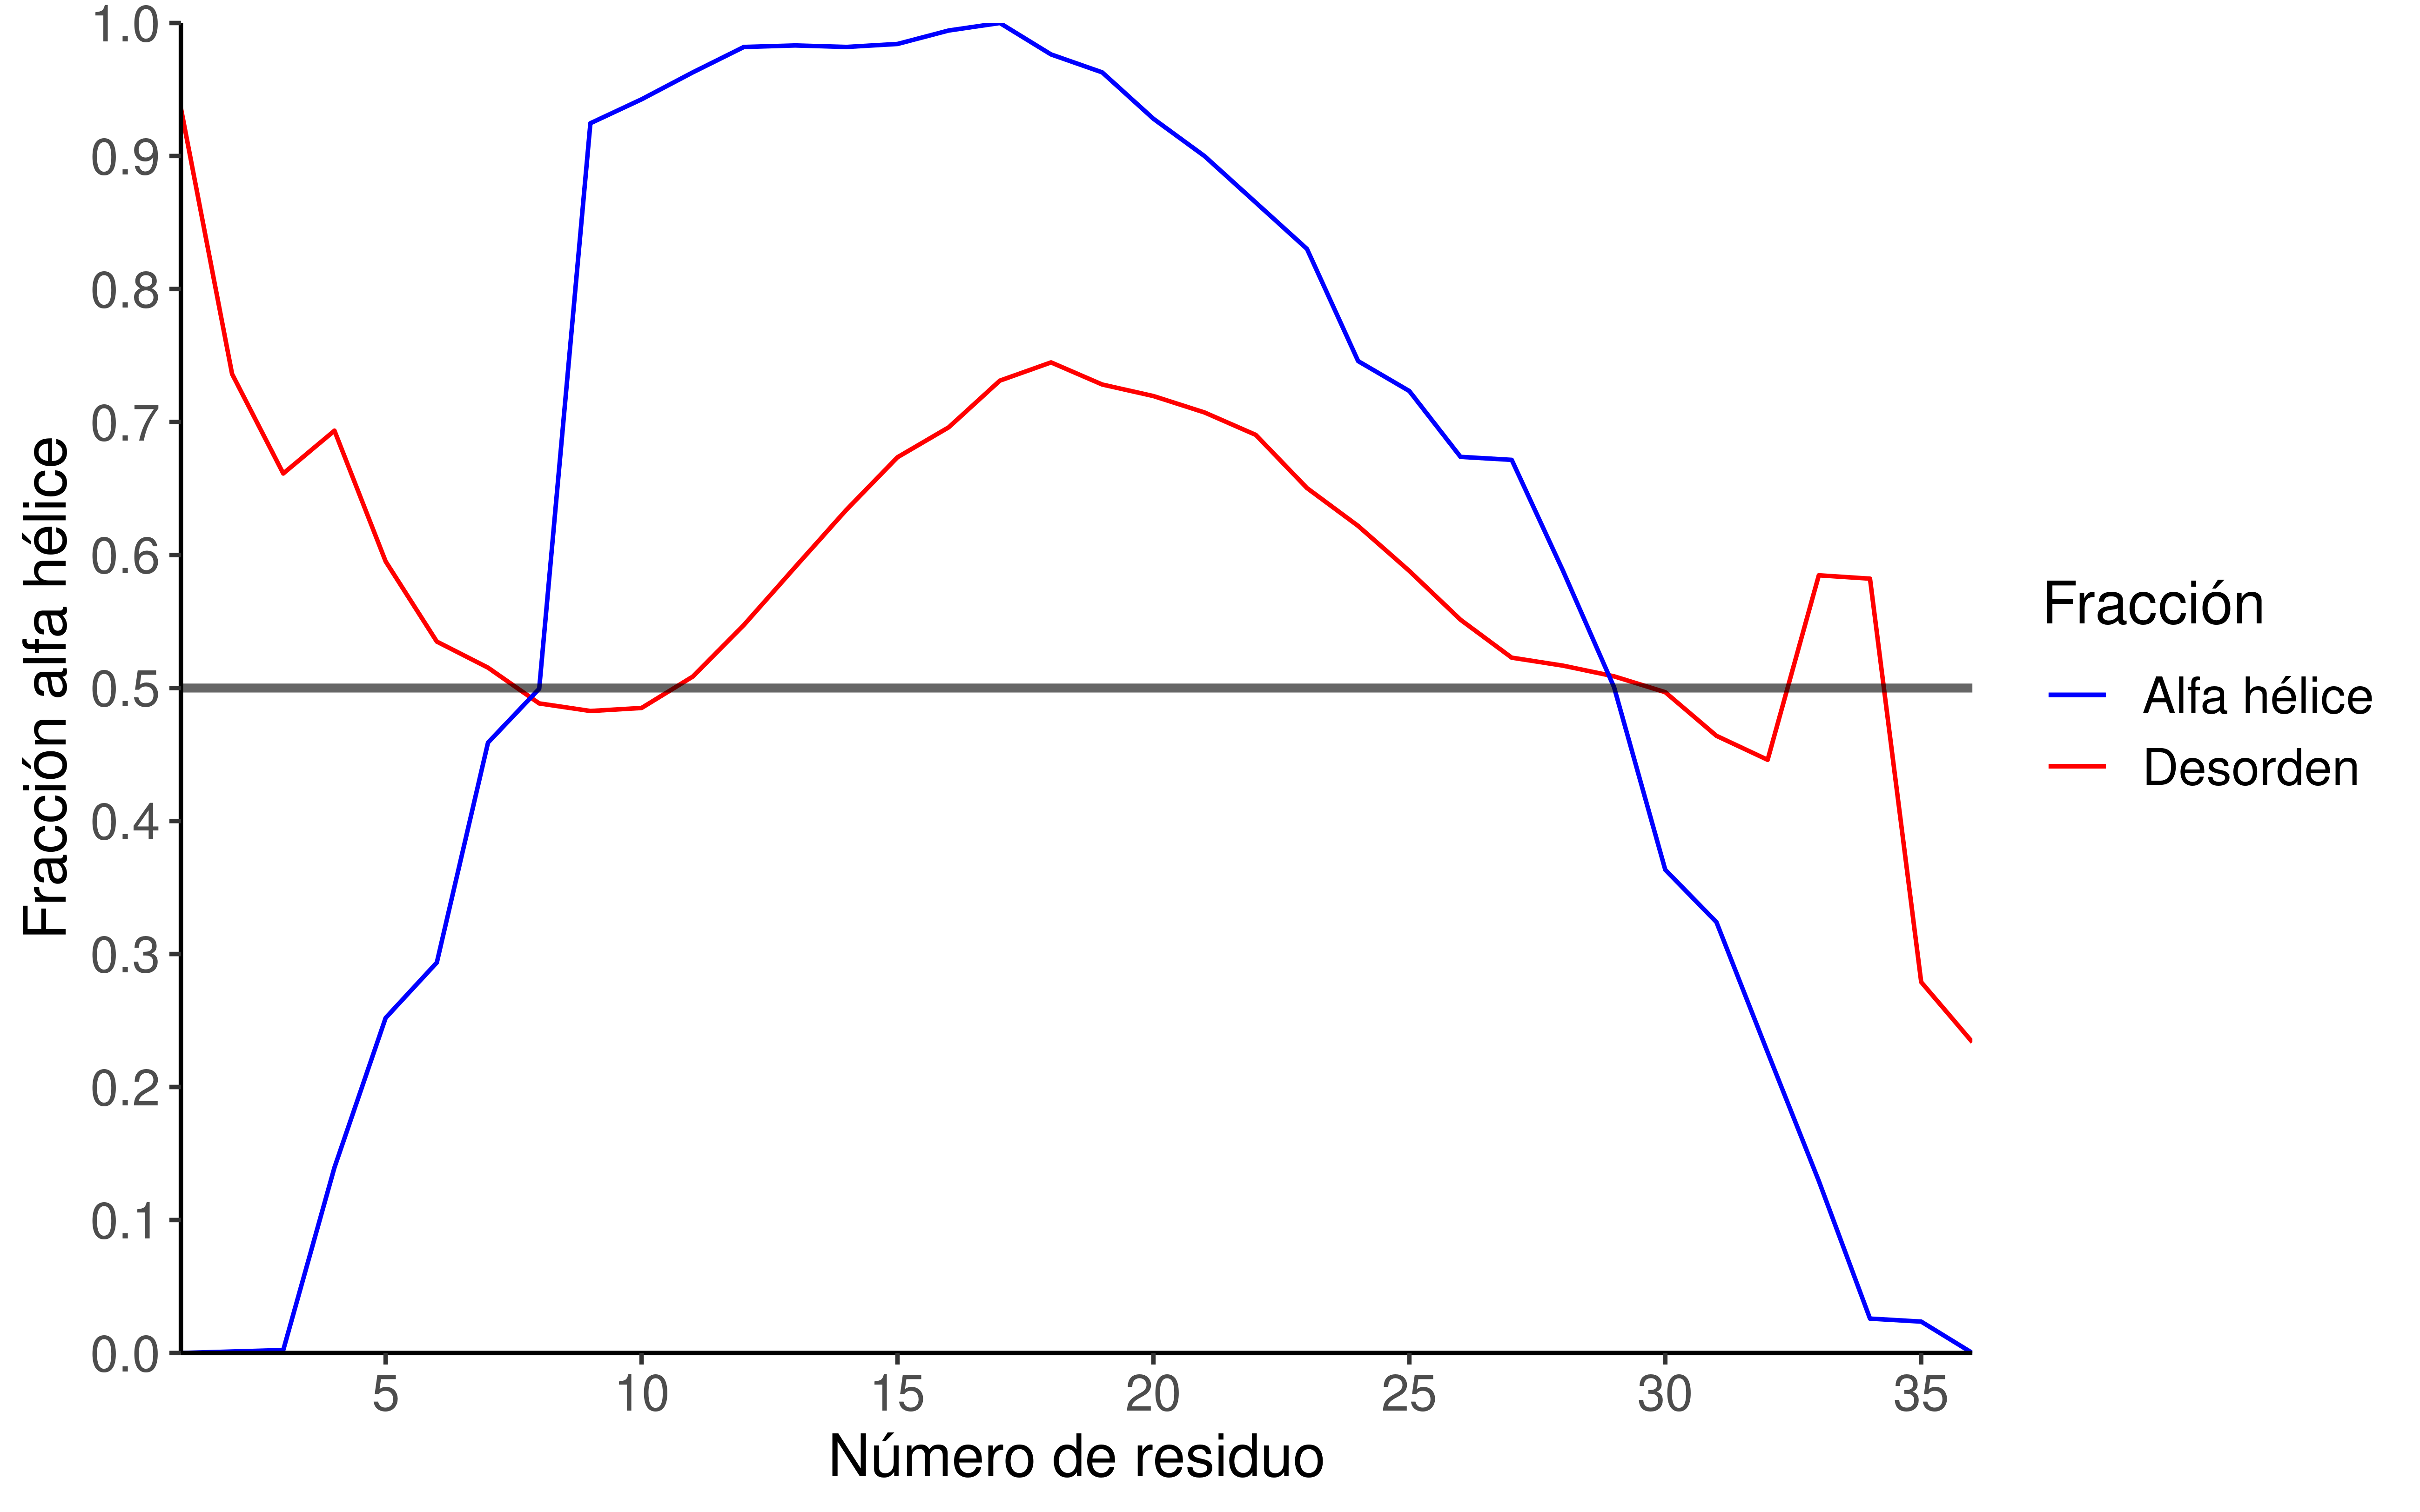 Fracción alfa hélice
1.0
0.9
0.8
0.7
0.6
0.5
0.4
0.3
0.2
0.1
0.0
5 10 15 20 25 30 35
Número de residuo
Fracción
Alfa hélice
Desorden